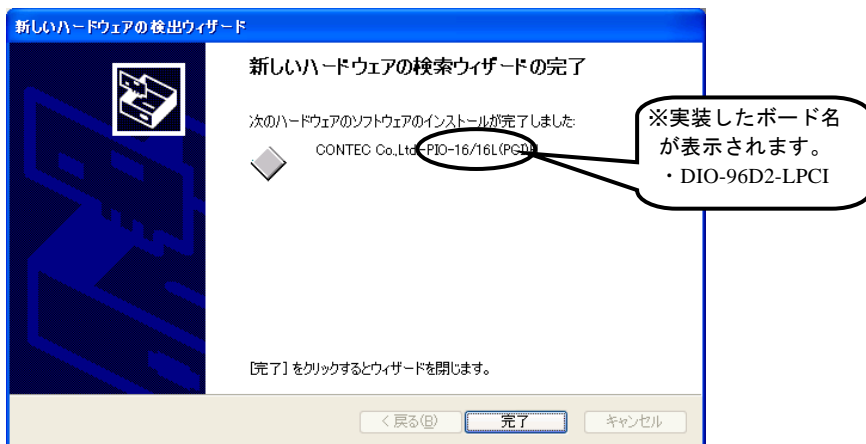 新しいハードウェアの検出ウィザード
新しいハードウェアの検索ウィザードの完了
次のハードウェアのソフトウェアのインストールが完了しました:
CONTEC Co.,Ltd.-PIO-16/16L(PCI)H
※実装したボード名
が表示されます。
・DIO-96D2-LPCI
[完了] をクリックするとウィザードを閉じます。
< 戻る(B)
完了
キャンセル